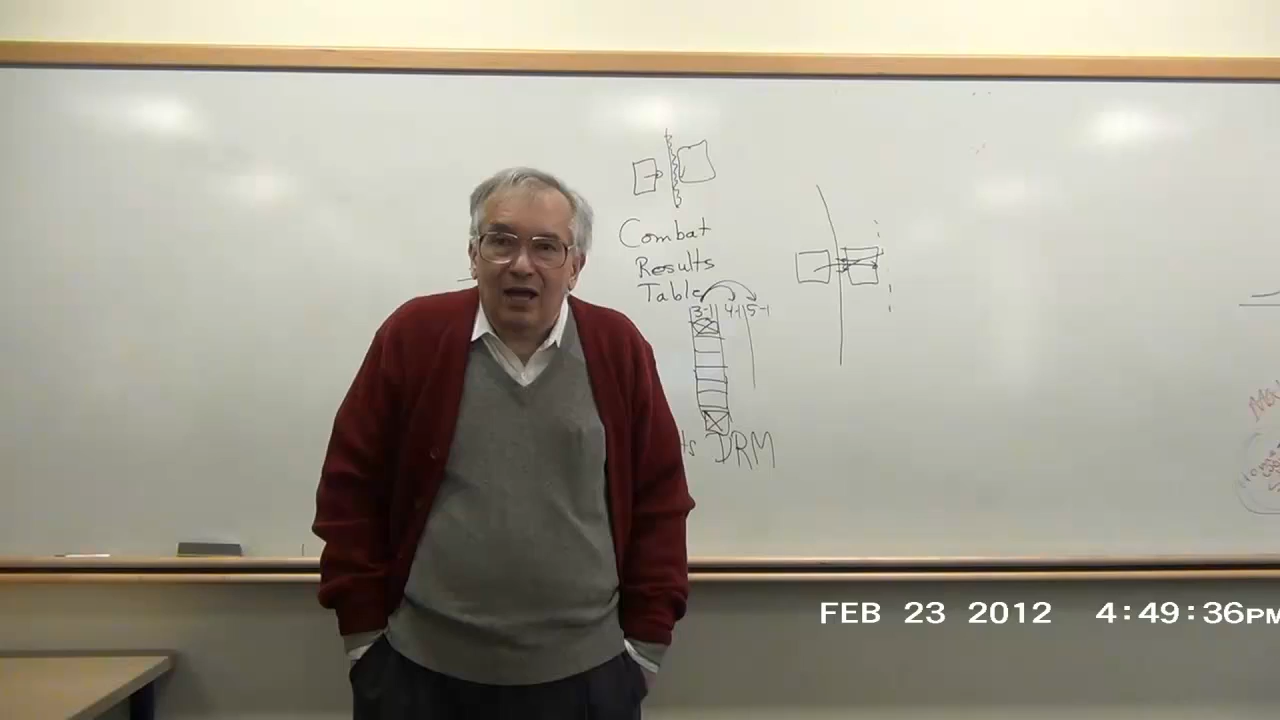 Combat
Results
Table
3-1 4-1 5-1
DRM
FEB 23 2012 4:49:36PM